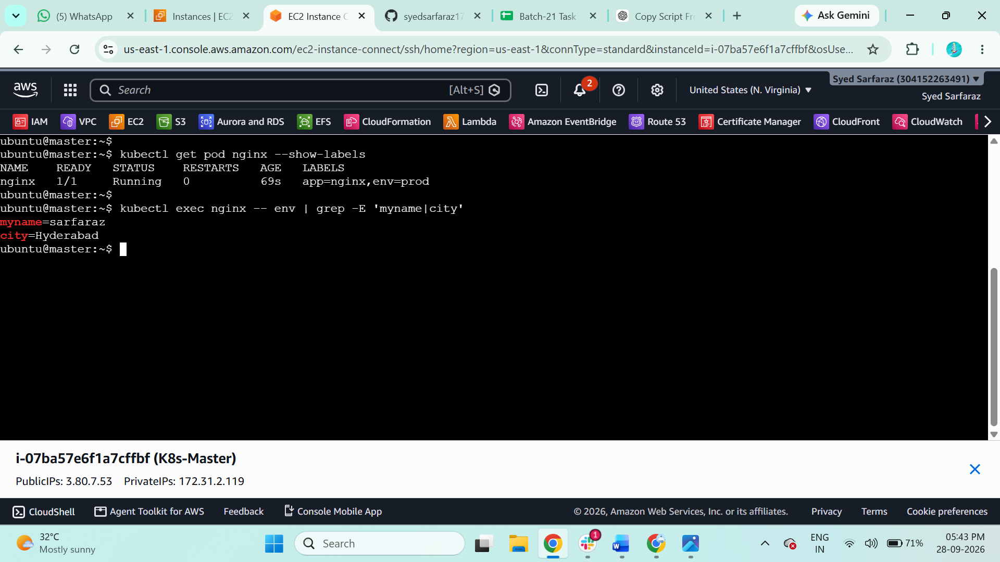 (5) WhatsApp
Instances | EC2
EC2 Instance C
syedsarfaraz17
Batch-21 Task
Copy Script Fro
Ask Gemini
us-east-1.console.aws.amazon.com/ec2-instance-connect/ssh/home?region=us-east-1&connType=standard&instanceId=i-07ba57e6f1a7cffbf&osUse...
aws
Search
[Alt+S]
2
United States (N. Virginia)
Syed Sarfaraz (304152263491)
Syed Sarfaraz
IAM
VPC
EC2
S3
Aurora and RDS
EFS
CloudFormation
Lambda
Amazon EventBridge
Route 53
Certificate Manager
CloudFront
CloudWatch
ubuntu@master:~$
ubuntu@master:~$ kubectl get pod nginx --show-labels
NAME READY STATUS RESTARTS AGE LABELS
nginx 1/1 Running 0 69s app=nginx,env=prod
ubuntu@master:~$
ubuntu@master:~$ kubectl exec nginx -- env | grep -E 'myname|city'
myname=sarfaraz
city=Hyderabad
ubuntu@master:~$
i-07ba57e6f1a7cffbf (K8s-Master)
PublicIPs: 3.80.7.53 PrivateIPs: 172.31.2.119
CloudShell
Agent Toolkit for AWS
Feedback
Console Mobile App
© 2026, Amazon Web Services, Inc. or its affiliates.
Privacy
Terms
Cookie preferences
32°C
Mostly sunny
Search
1
ENG
IN
71%
05:43 PM
28-09-2026